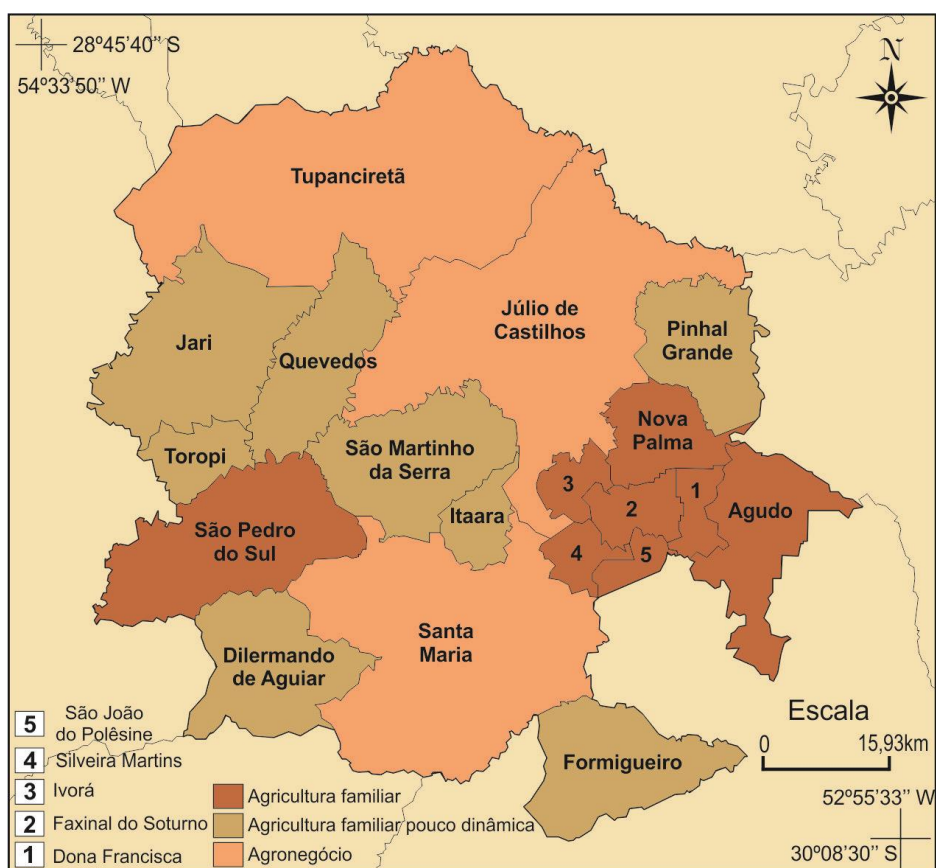 28º45'40'' S
54º33'50'' W
N
Tupanciretã
Júlio de
Castilhos
Pinhal
Grande
Jari
Quevedos
Nova
Palma
São Martinho
da Serra
Toropi
3
1
2
Agudo
Itaara
São Pedro
do Sul
4
5
Santa
Maria
Dilermando
de Aguiar
Formigueiro
Escala
0 15,93km
5 São João
do Polêsine
4 Silveira Martins
3 Ivorá
2 Faxinal do Soturno
1 Dona Francisca
Agricultura familiar
Agricultura familiar pouco dinâmica
Agronegócio
52º55'33'' W
30º08'30'' S